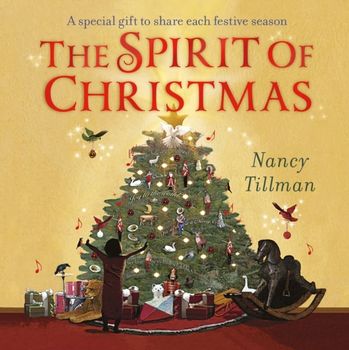 A special gift to share each festive season
THE SPIRIT OF
CHRISTMAS
Nancy
Tillman